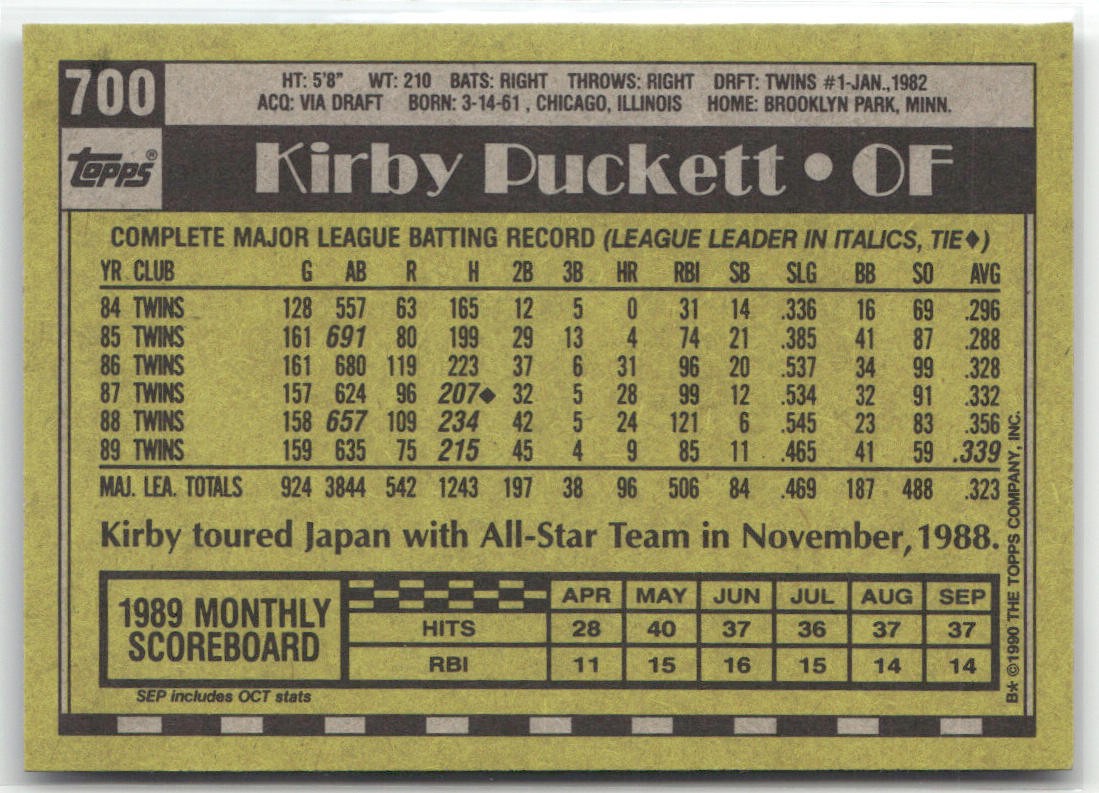 700
HT: 5'8" WT: 210 BATS: RIGHT THROWS: RIGHT DRFT: TWINS #1-JAN.,1982
ACQ: VIA DRAFT BORN: 3-14-61 , CHICAGO, ILLINOIS HOME: BROOKLYN PARK, MINN.
Topps®
Kirby Puckett • OF
COMPLETE MAJOR LEAGUE BATTING RECORD (LEAGUE LEADER IN ITALICS, TIE♦)
YR CLUB G AB R H 2B 3B HR RBI SB SLG BB SO AVG
84 TWINS 128 557 63 165 12 5 0 31 14 .336 16 69 .296
85 TWINS 161 691 80 199 29 13 4 74 21 .385 41 87 .288
86 TWINS 161 680 119 223 37 6 31 96 20 .537 34 99 .328
87 TWINS 157 624 96 207♦ 32 5 28 99 12 .534 32 91 .332
88 TWINS 158 657 109 234 42 5 24 121 6 .545 23 83 .356
89 TWINS 159 635 75 215 45 4 9 85 11 .465 41 59 .339
MAJ. LEA. TOTALS 924 3844 542 1243 197 38 96 506 84 .469 187 488 .323
Kirby toured Japan with All-Star Team in November, 1988.
1989 MONTHLY
SCOREBOARD
APR MAY JUN JUL AUG SEP
HITS 28 40 37 36 37 37
RBI 11 15 16 15 14 14
SEP includes OCT stats
B* ©1990 THE TOPPS COMPANY, INC.